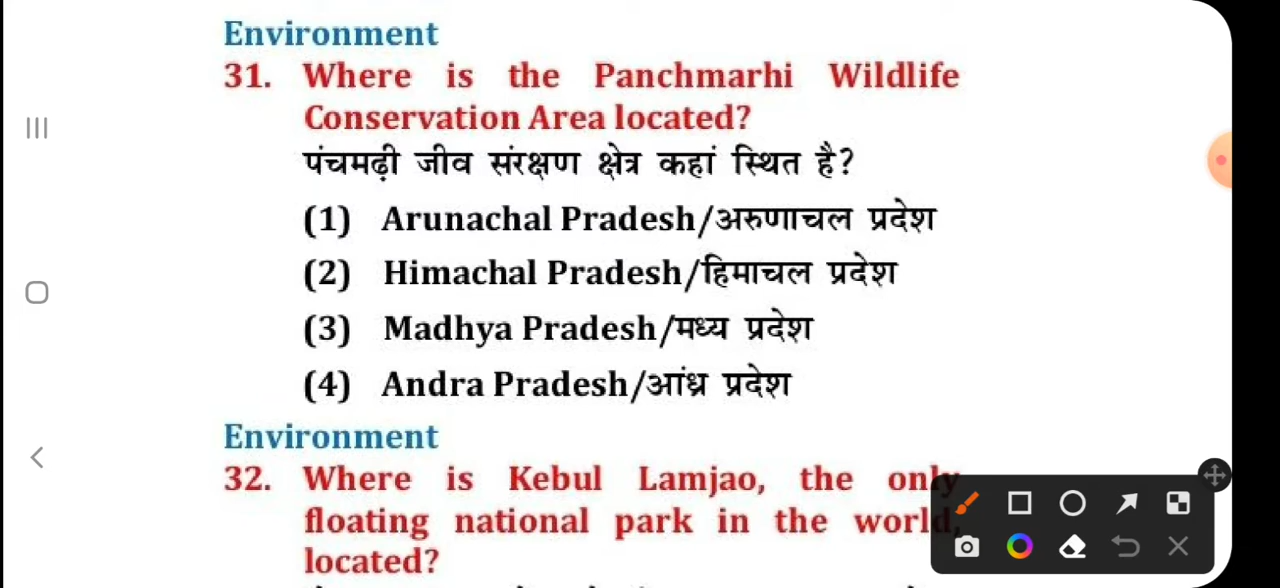 Environment
31. Where is the Panchmarhi Wildlife
Conservation Area located?
पंचमढ़ी जीव संरक्षण क्षेत्र कहां स्थित है?
(1) Arunachal Pradesh/अरुणाचल प्रदेश
(2) Himachal Pradesh/हिमाचल प्रदेश
(3) Madhya Pradesh/मध्य प्रदेश
(4) Andra Pradesh/आंध्र प्रदेश
Environment
32. Where is Kebul Lamjao, the only
floating national park in the world,
located?